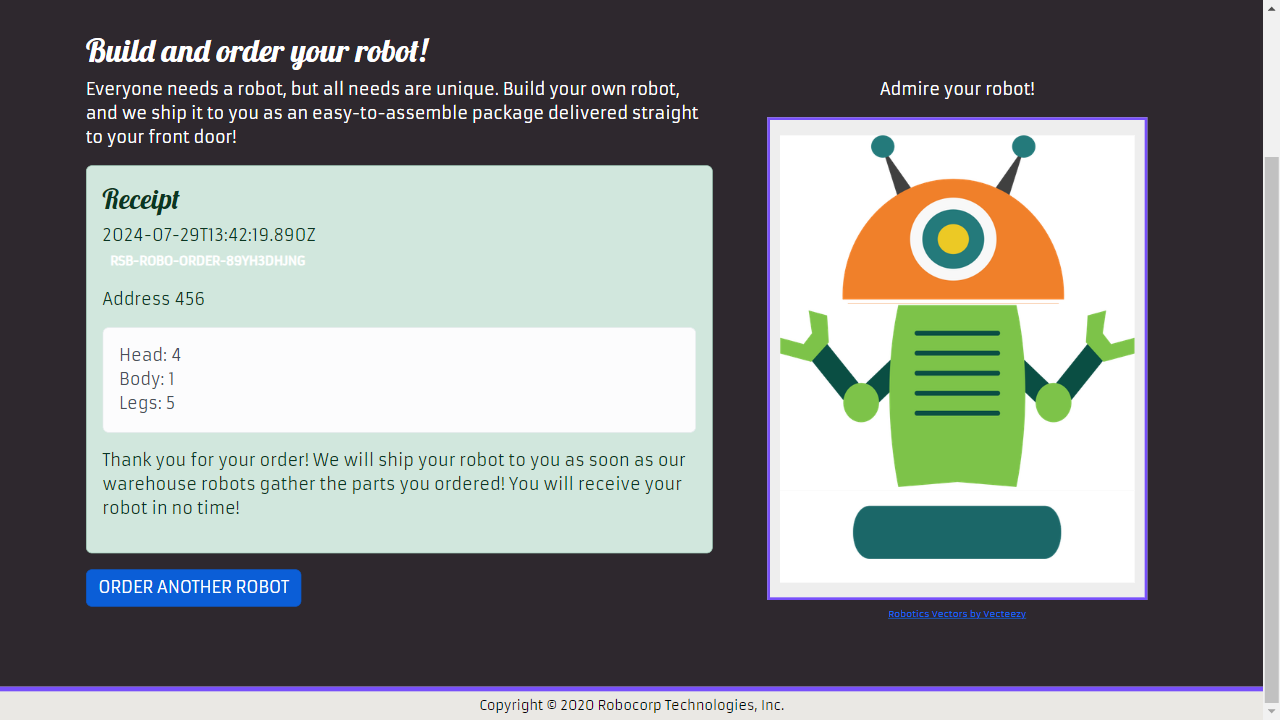 Build and order your robot!
Everyone needs a robot, but all needs are unique. Build your own robot,
and we ship it to you as an easy-to-assemble package delivered straight
to your front door!
Receipt
2024-07-29T13:42:19.890Z
RSB-ROBO-ORDER-89YH3DHJNG
Address 456
Head: 4
Body: 1
Legs: 5
Thank you for your order! We will ship your robot to you as soon as our
warehouse robots gather the parts you ordered! You will receive your
robot in no time!
ORDER ANOTHER ROBOT
Admire your robot!
Robotics Vectors by Vecteezy
Copyright © 2020 Robocorp Technologies, Inc.